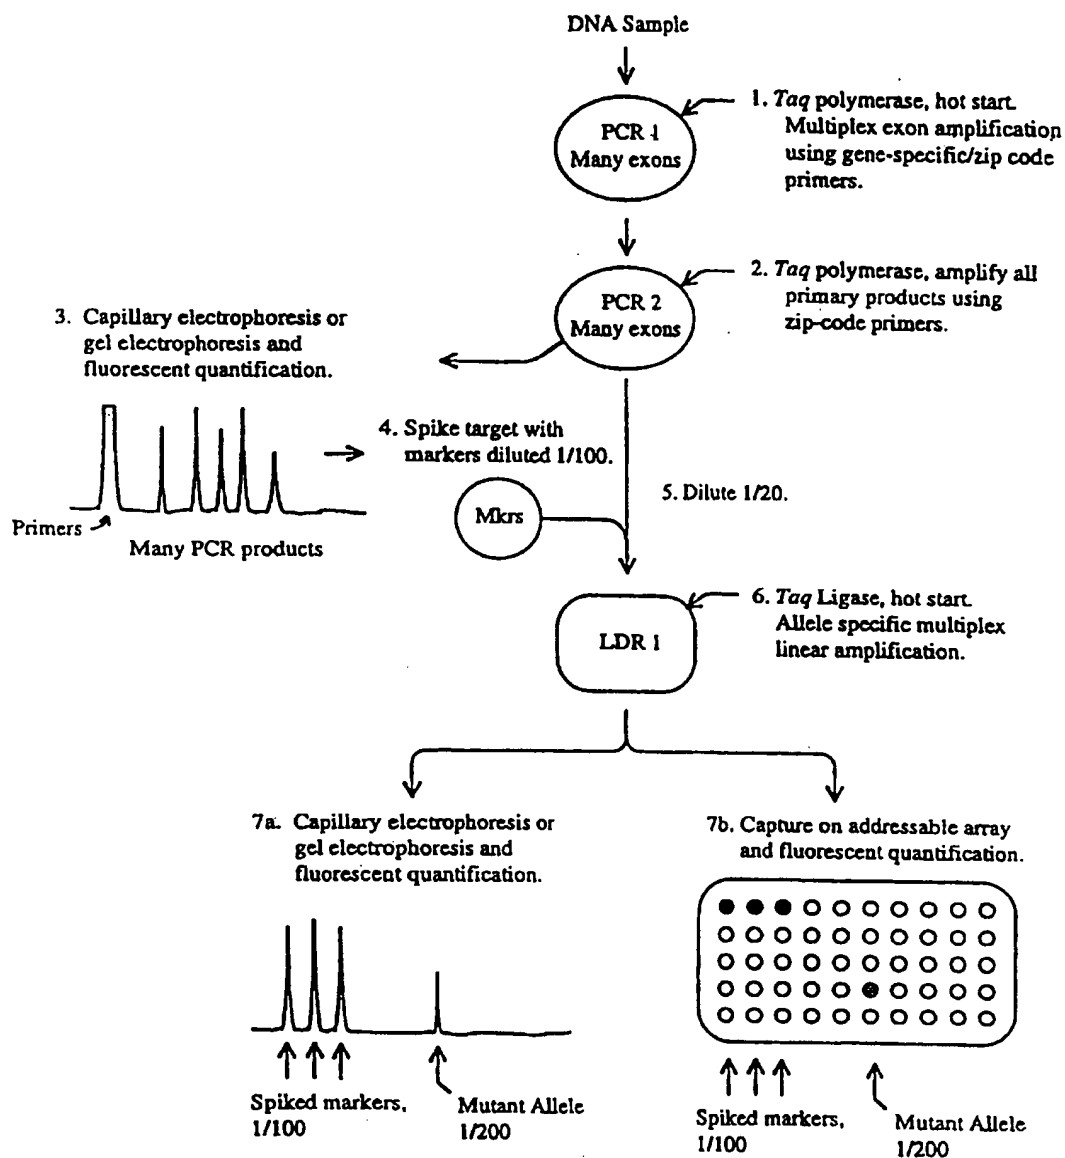 DNA Sample
PCR 1
Many exons
1. Taq polymerase, hot start.
Multiplex exon amplification
using gene-specific/zip code
primers.
PCR 2
Many exons
2. Taq polymerase, amplify all
primary products using
zip-code primers.
3. Capillary electrophoresis or
gel electrophoresis and
fluorescent quantification.
Primers
Many PCR products
4. Spike target with
markers diluted 1/100.
Mkrs
5. Dilute 1/20.
LDR 1
6. Taq Ligase, hot start.
Allele specific multiplex
linear amplification.
7a. Capillary electrophoresis or
gel electrophoresis and
fluorescent quantification.
Spiked markers,
1/100
Mutant Allele
1/200
7b. Capture on addressable array
and fluorescent quantification.
Spiked markers,
1/100
Mutant Allele
1/200